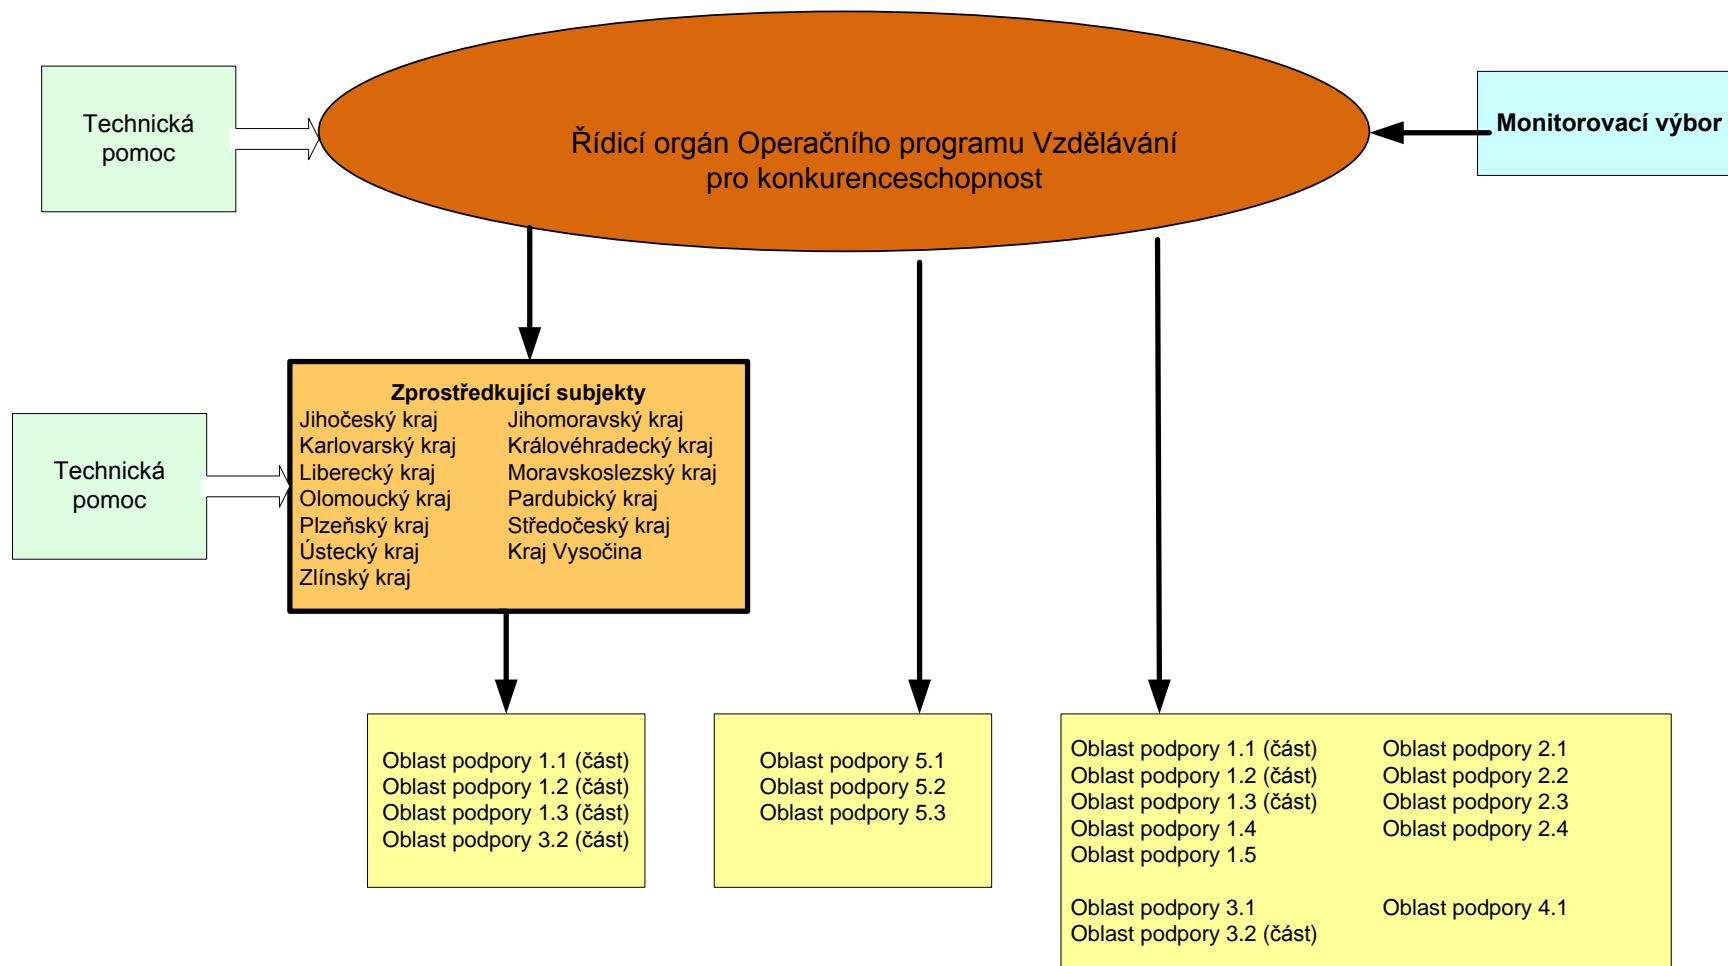 Technická
pomoc
Řídicí orgán Operačního programu Vzdělávání
pro konkurenceschopnost
Monitorovací výbor
Technická
pomoc
Zprostředkující subjekty
Jihočeský kraj Jihomoravský kraj
Karlovarský kraj Královéhradecký kraj
Liberecký kraj Moravskoslezský kraj
Olomoucký kraj Pardubický kraj
Plzeňský kraj Středočeský kraj
Ústecký kraj Kraj Vysočina
Zlínský kraj
Oblast podpory 1.1 (část)
Oblast podpory 1.2 (část)
Oblast podpory 1.3 (část)
Oblast podpory 3.2 (část)
Oblast podpory 5.1
Oblast podpory 5.2
Oblast podpory 5.3
Oblast podpory 1.1 (část) Oblast podpory 2.1
Oblast podpory 1.2 (část) Oblast podpory 2.2
Oblast podpory 1.3 (část) Oblast podpory 2.3
Oblast podpory 1.4 Oblast podpory 2.4
Oblast podpory 1.5
Oblast podpory 3.1 Oblast podpory 4.1
Oblast podpory 3.2 (část)